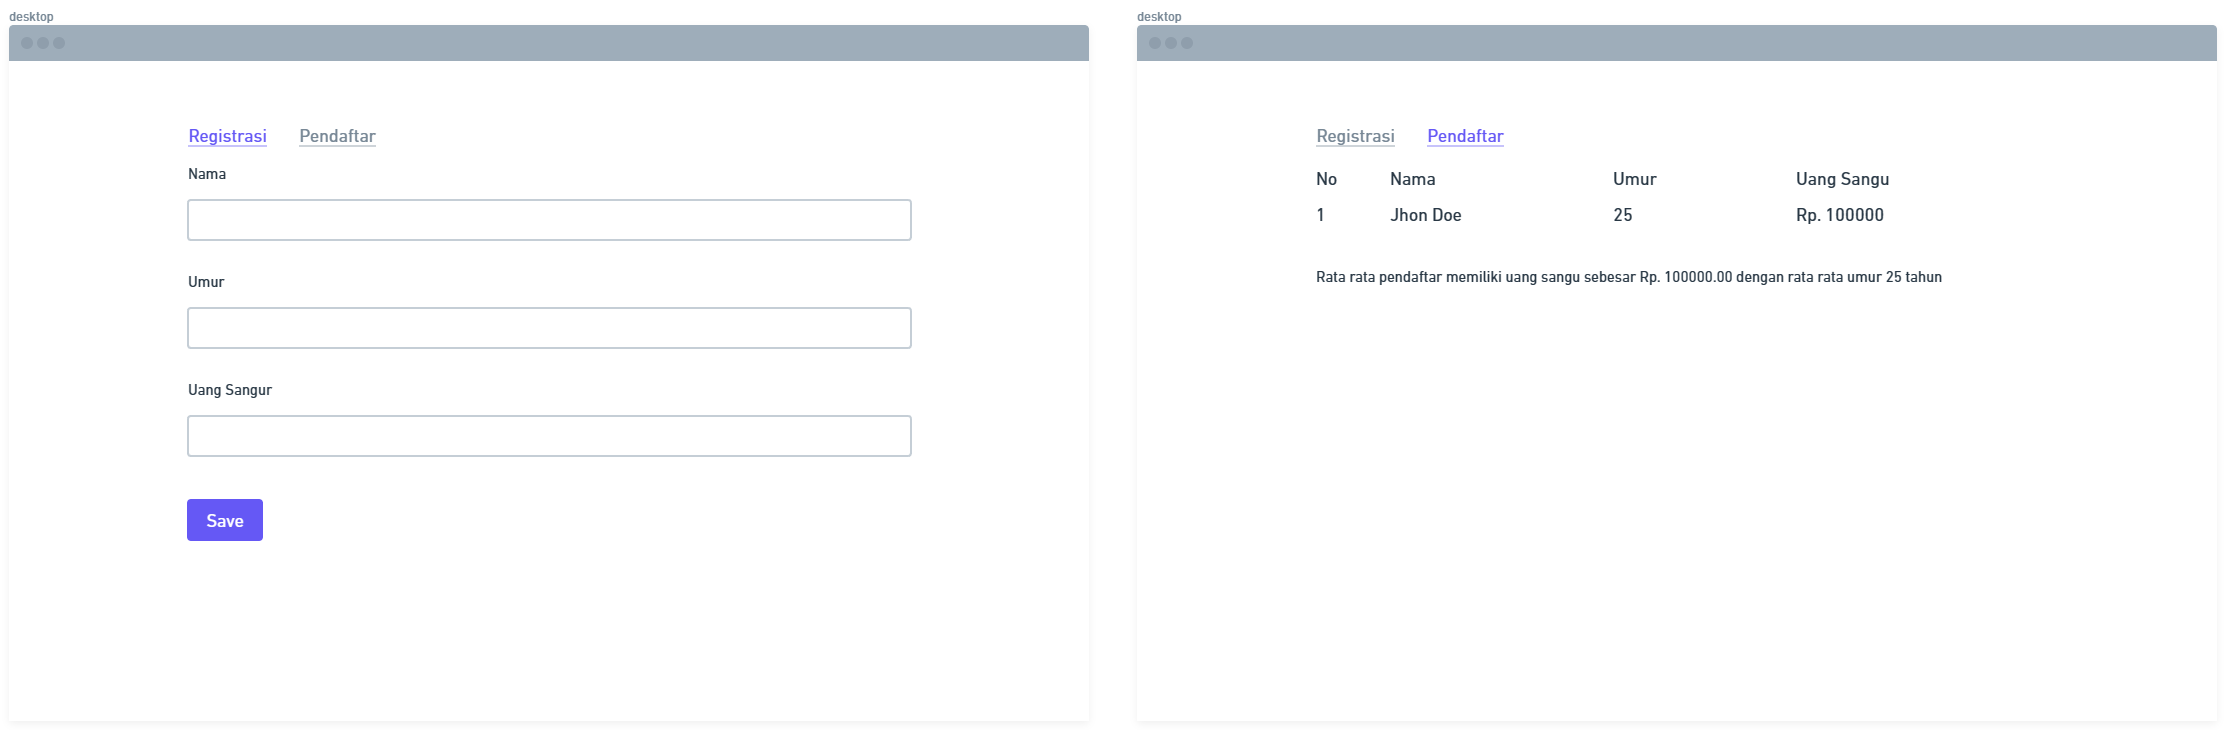 desktop
Registrasi Pendaftar
Nama
Umur
Uang Sangur
Save
desktop
Registrasi Pendaftar
No Nama Umur Uang Sangu
1 Jhon Doe 25 Rp. 100000
Rata rata pendaftar memiliki uang sangu sebesar Rp. 100000.00 dengan rata rata umur 25 tahun